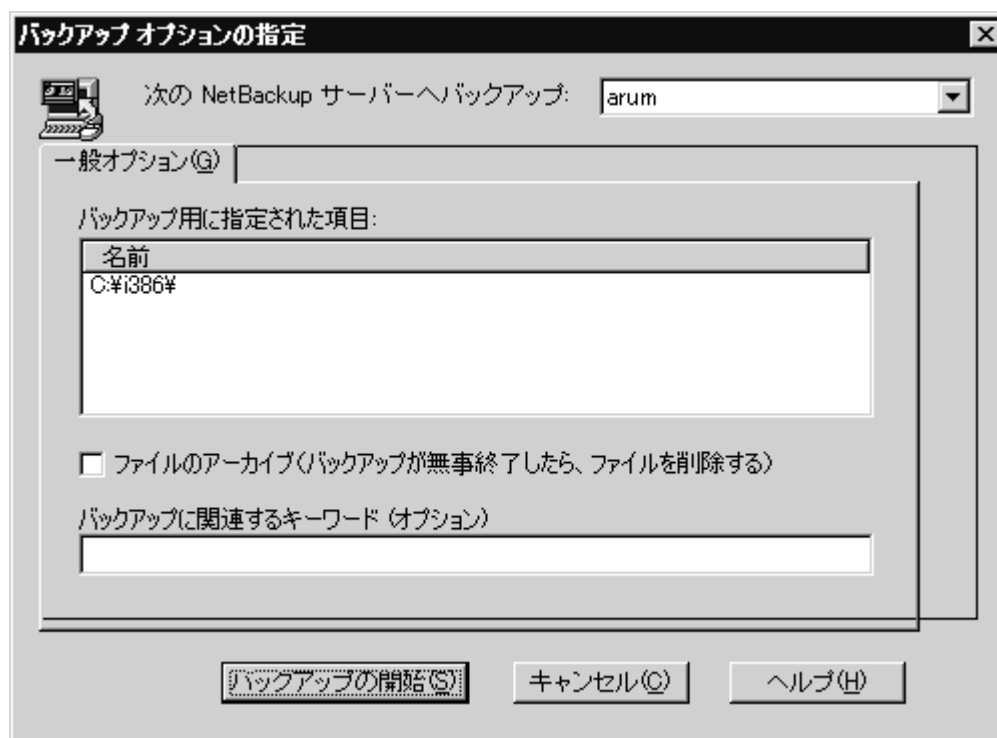 バックアップ オプションの指定
次の NetBackup サーバーへバックアップ: arum
一般オプション(G)
バックアップ用に指定された項目:
名前
C:¥i386¥
ファイルのアーカイブ(バックアップが無事終了したら、ファイルを削除する)
バックアップに関連するキーワード (オプション)
バックアップの開始(S) キャンセル(C) ヘルプ(H)